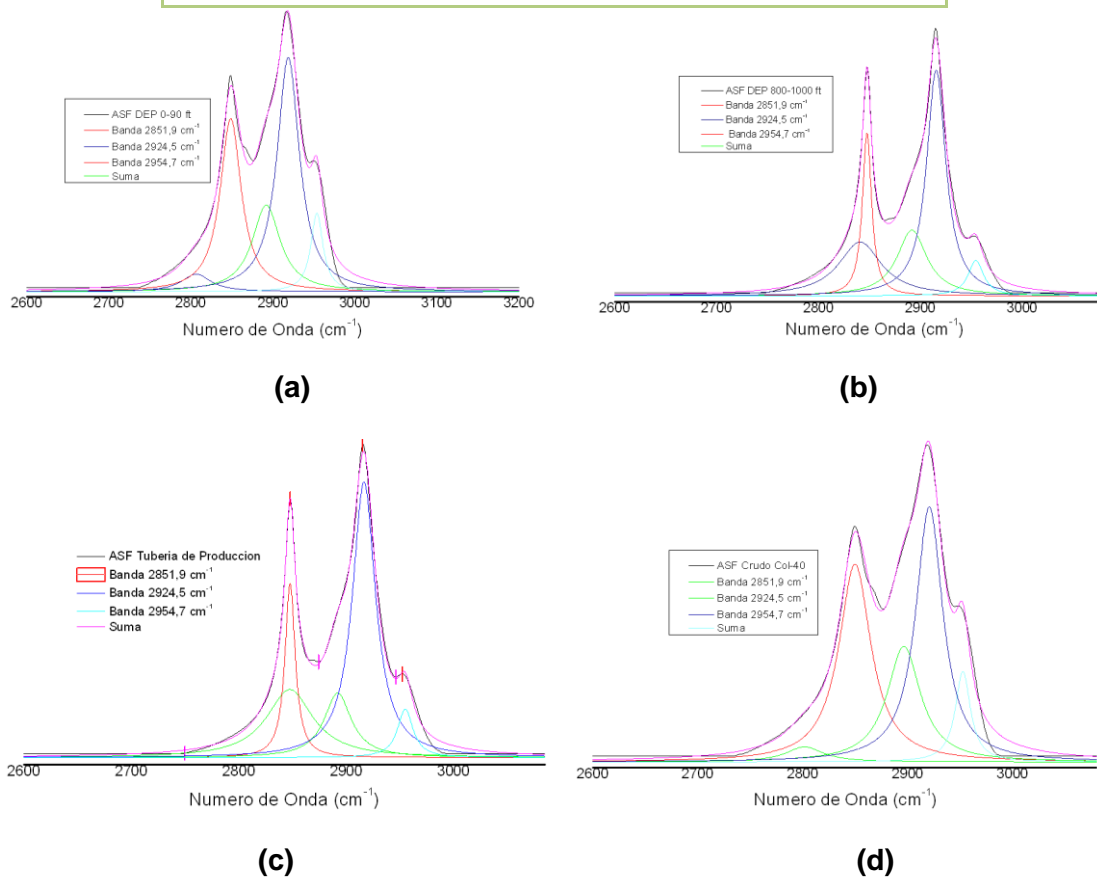 ASF DEP 0-90 ft
Banda 2851,9 cm⁻¹
Banda 2924,5 cm⁻¹
Banda 2954,7 cm⁻¹
Suma
2600 2700 2800 2900 3000 3100 3200
Numero de Onda (cm⁻¹)
(a)
ASF DEP 800-1000 ft
Banda 2851,9 cm⁻¹
Banda 2924,5 cm⁻¹
Banda 2954,7 cm⁻¹
Suma
2600 2700 2800 2900 3000
Numero de Onda (cm⁻¹)
(b)
ASF Tuberia de Produccion
Banda 2851,9 cm⁻¹
Banda 2924,5 cm⁻¹
Banda 2954,7 cm⁻¹
Suma
2600 2700 2800 2900 3000
Numero de Onda (cm⁻¹)
(c)
ASF Crudo Col-40
Banda 2851,9 cm⁻¹
Banda 2924,5 cm⁻¹
Banda 2954,7 cm⁻¹
Suma
2600 2700 2800 2900 3000
Numero de Onda (cm⁻¹)
(d)